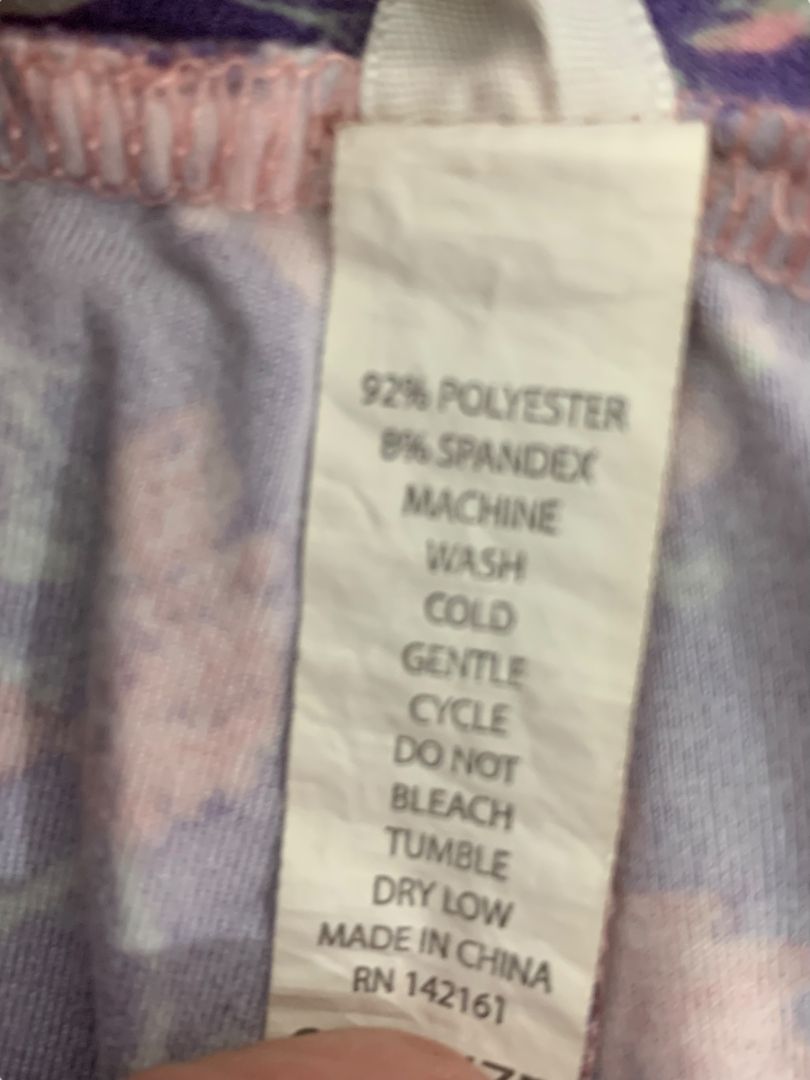 92% POLYESTER
8% SPANDEX
MACHINE
WASH
COLD
GENTLE
CYCLE
DO NOT
BLEACH
TUMBLE
DRY LOW
MADE IN CHINA
RN 142161